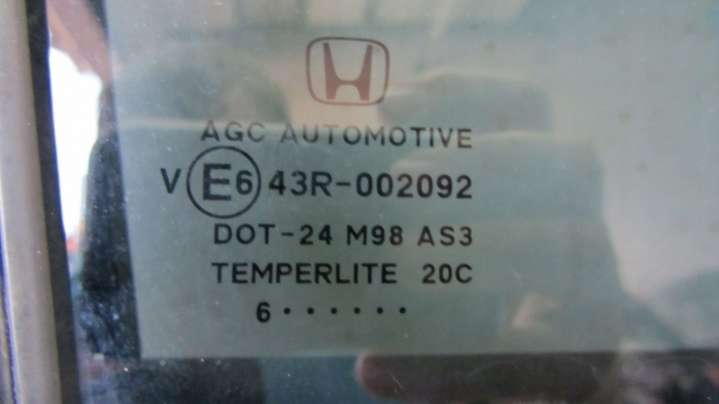 AGC AUTOMOTIVE
V E6 43R-002092
DOT-24 M98 AS3
TEMPERLITE 20C
6······